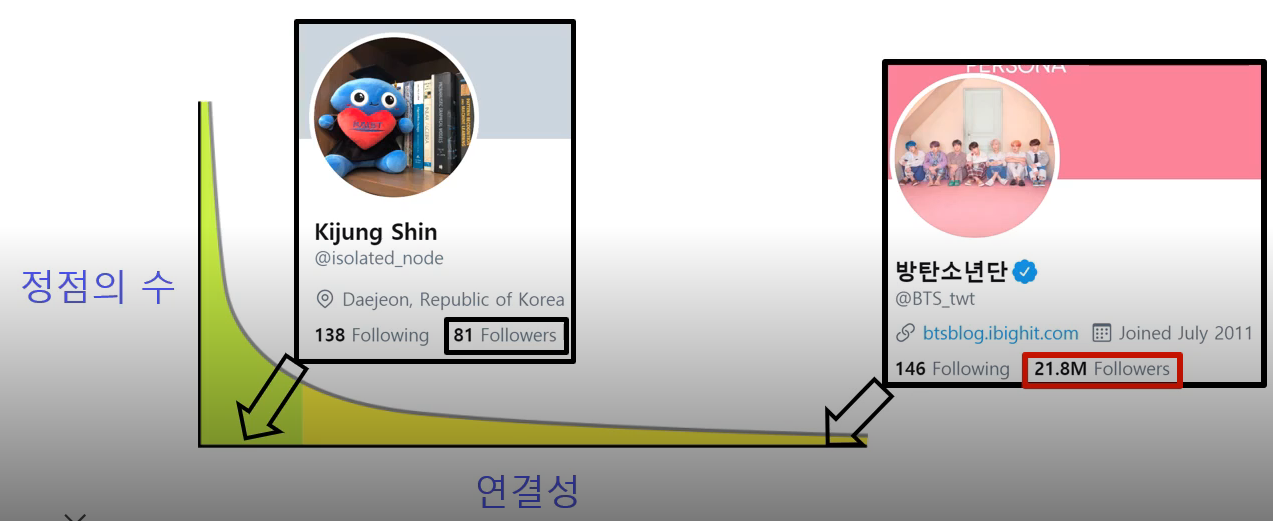 PERSONA
Kijung Shin
@isolated_node
Daejeon, Republic of Korea
138 Following 81 Followers
방탄소년단
@BTS_twt
btsblog.ibighit.com Joined July 2011
146 Following 21.8M Followers
정점의 수
연결성